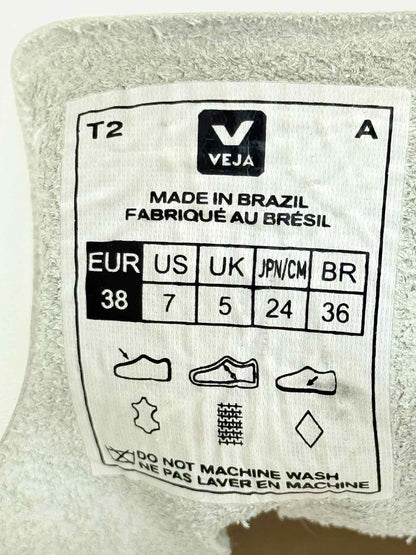 T2 VEJA A
MADE IN BRAZIL
FABRIQUÉ AU BRÉSIL
EUR US UK JPN/CM BR
38 7 5 24 36
DO NOT MACHINE WASH
NE PAS LAVER EN MACHINE